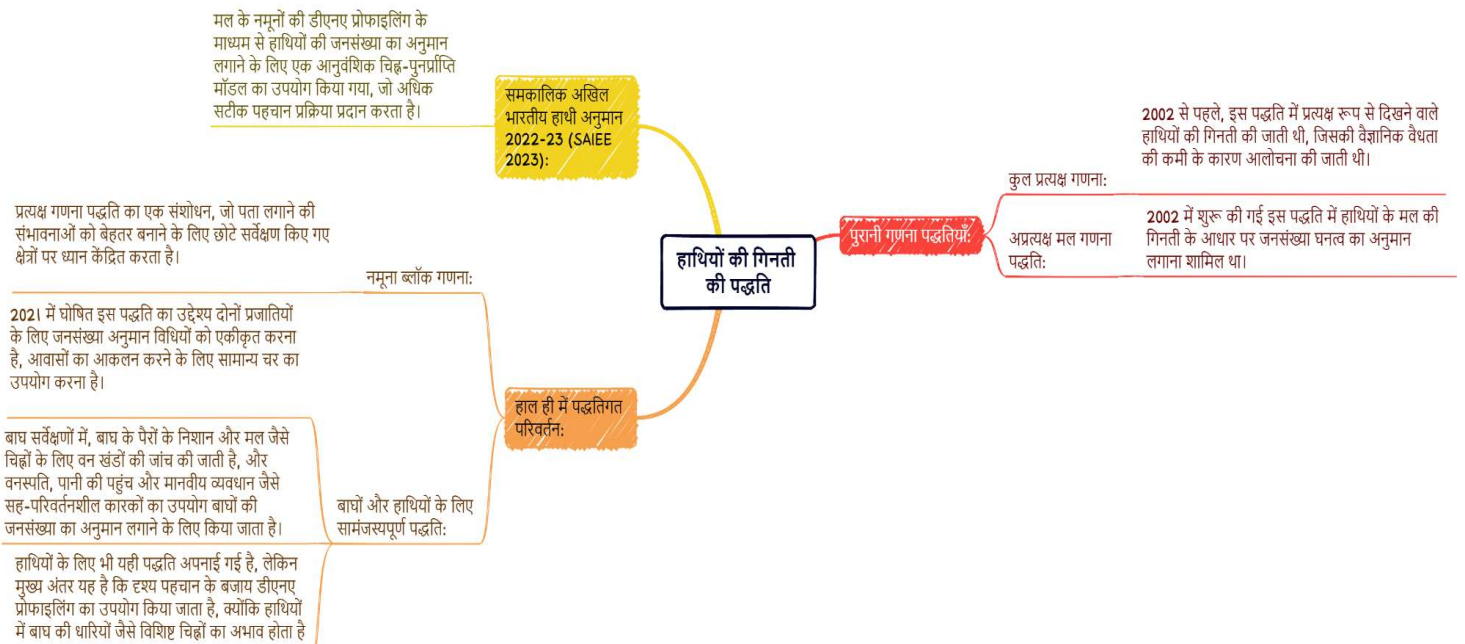 हाथियों की गिनती
की पद्धति
पुरानी गणना पद्धतियाँ:
कुल प्रत्यक्ष गणना:
2002 से पहले, इस पद्धति में प्रत्यक्ष रूप से दिखने वाले
हाथियों की गिनती की जाती थी, जिसकी वैज्ञानिक वैधता
की कमी के कारण आलोचना की जाती थी।
अप्रत्यक्ष मल गणना
पद्धति:
2002 में शुरू की गई इस पद्धति में हाथियों के मल की
गिनती के आधार पर जनसंख्या घनत्व का अनुमान
लगाना शामिल था।
समकालिक अखिल
भारतीय हाथी अनुमान
2022-23 (SAIEE
2023):
मल के नमूनों की डीएनए प्रोफाइलिंग के
माध्यम से हाथियों की जनसंख्या का अनुमान
लगाने के लिए एक आनुवंशिक चिह्न-पुनर्प्राप्ति
मॉडल का उपयोग किया गया, जो अधिक
सटीक पहचान प्रक्रिया प्रदान करता है।
हाल ही में पद्धतिगत
परिवर्तन:
नमूना ब्लॉक गणना:
प्रत्यक्ष गणना पद्धति का एक संशोधन, जो पता लगाने की
संभावनाओं को बेहतर बनाने के लिए छोटे सर्वेक्षण किए गए
क्षेत्रों पर ध्यान केंद्रित करता है।
बाघों और हाथियों के लिए
सामंजस्यपूर्ण पद्धति:
2021 में घोषित इस पद्धति का उद्देश्य दोनों प्रजातियों
के लिए जनसंख्या अनुमान विधियों को एकीकृत करना
है, आवासों का आकलन करने के लिए सामान्य चर का
उपयोग करना है।
बाघ सर्वेक्षणों में, बाघ के पैरों के निशान और मल जैसे
चिह्नों के लिए वन खंडों की जांच की जाती है, और
वनस्पति, पानी की पहुंच और मानवीय व्यवधान जैसे
सह-परिवर्तनशील कारकों का उपयोग बाघों की
जनसंख्या का अनुमान लगाने के लिए किया जाता है।
हाथियों के लिए भी यही पद्धति अपनाई गई है, लेकिन
मुख्य अंतर यह है कि दृश्य पहचान के बजाय डीएनए
प्रोफाइलिंग का उपयोग किया जाता है, क्योंकि हाथियों
में बाघ की धारियों जैसे विशिष्ट चिह्नों का अभाव होता है